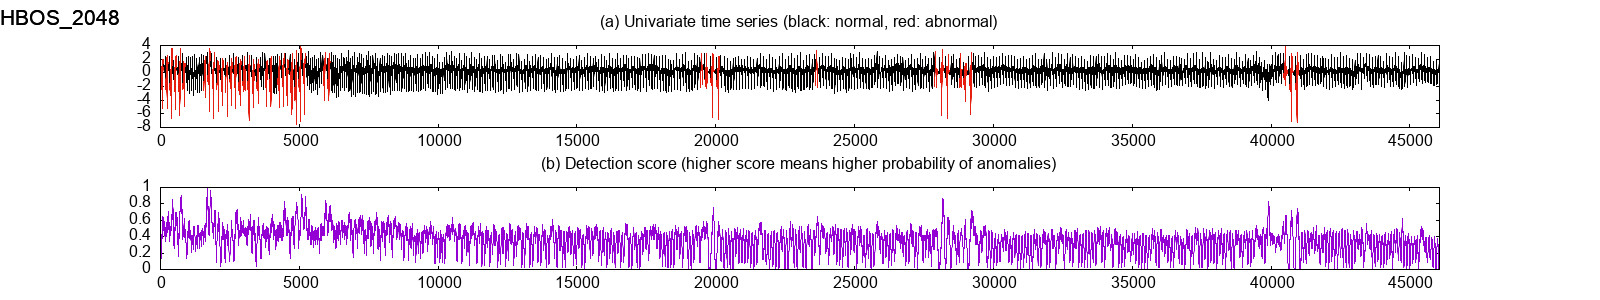 HBOS_2048
(a) Univariate time series (black: normal, red: abnormal)
4
2
0
-2
-4
-6
-8
0 5000 10000 15000 20000 25000 30000 35000 40000 45000
(b) Detection score (higher score means higher probability of anomalies)
1
0.8
0.6
0.4
0.2
0
0 5000 10000 15000 20000 25000 30000 35000 40000 45000